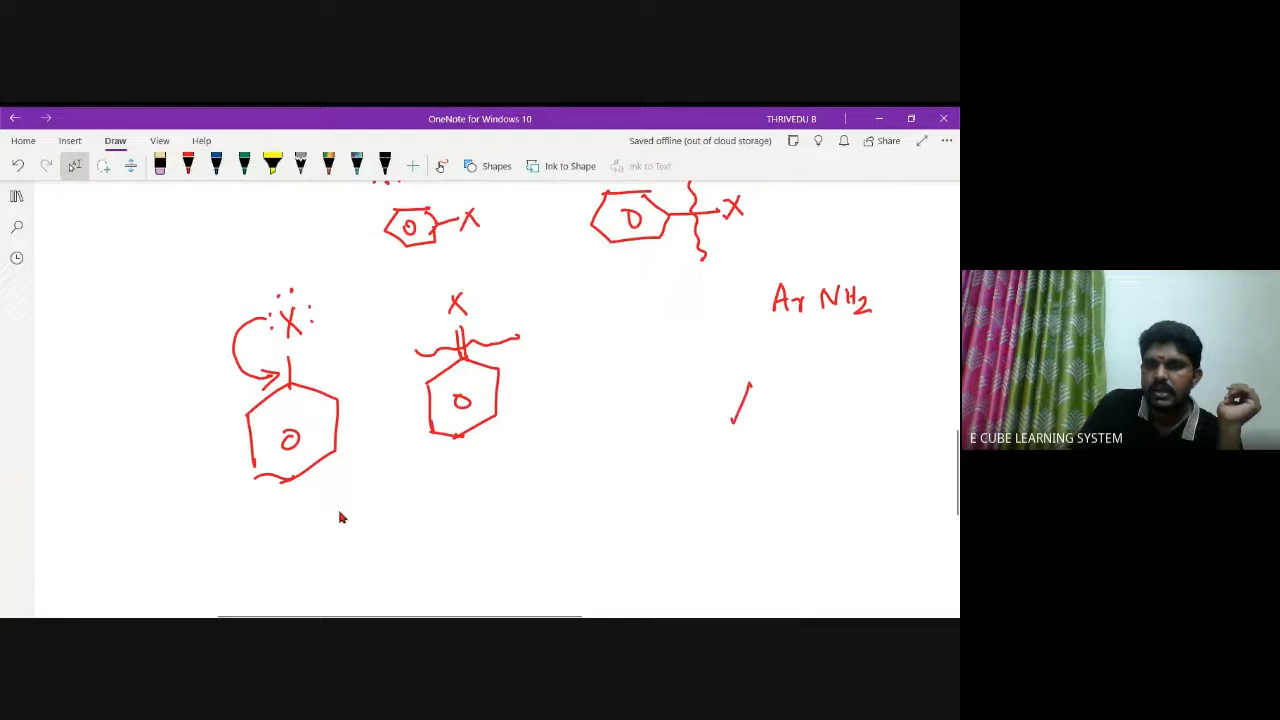 OneNote for Windows 10
THRIVEDU B
Home Insert Draw View Help
Saved offline (out of cloud storage)
Share
Shapes
Ink to Shape
Ink to Text
X
X
X
X
Ar NH2
E CUBE LEARNING SYSTEM